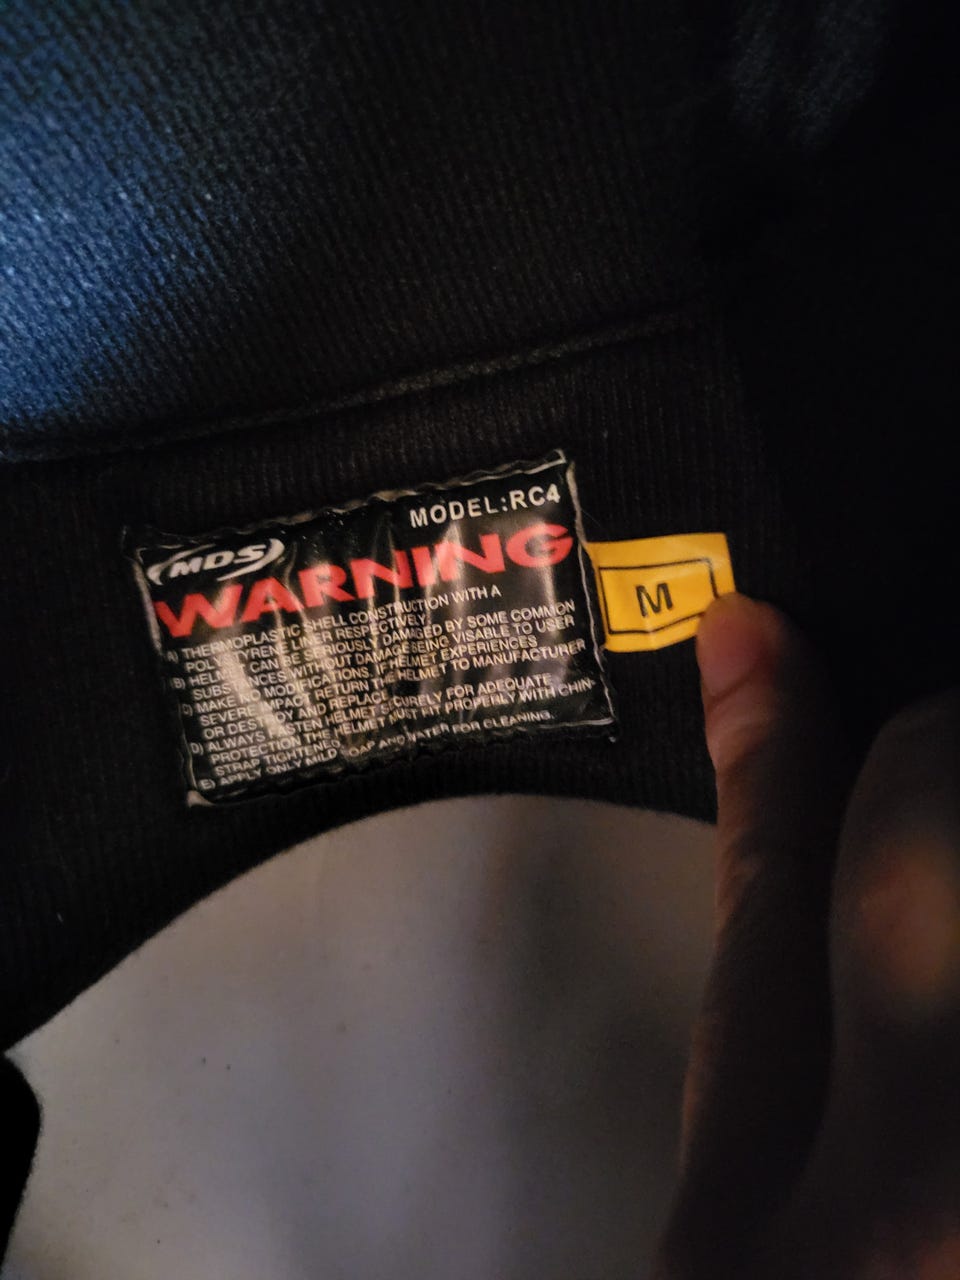 MODEL:RC4
MDS
WARNING
A) THERMOPLASTIC SHELL CONSTRUCTION WITH A
POLYSTYRENE LINER RESPECTIVELY.
B) HELMET CAN BE SERIOUSLY DAMAGED BY SOME COMMON
SUBSTANCES WITHOUT DAMAGE BEING VISABLE TO USER
C) MAKE NO MODIFICATIONS. IF HELMET EXPERIENCES
SEVERE IMPACT RETURN THE HELMET TO MANUFACTURER
OR DESTROY AND REPLACE
D) ALWAYS FASTEN HELMET SECURELY FOR ADEQUATE
PROTECTION THE HELMET MUST FIT PROPERLY WITH CHIN-
STRAP TIGHTENED
E) APPLY ONLY MILD SOAP AND WATER FOR CLEANING.
M